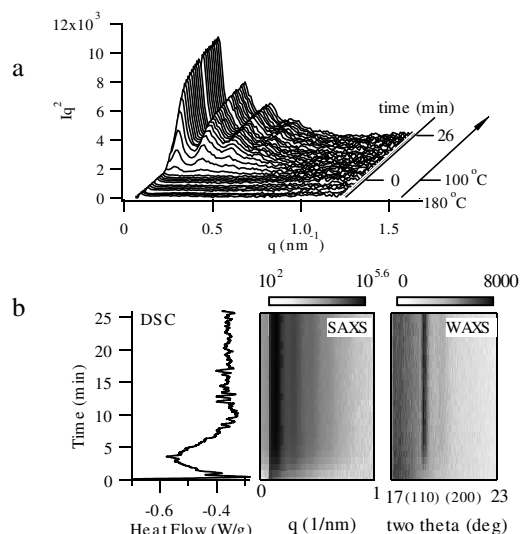 a
12x10³
10
8
6
4
2
0
Iq²
0
0.5
1.0
1.5
q (nm⁻¹)
time (min)
26
0
100 °C
180 °C
b
DSC
25
20
15
10
5
0
Time (min)
-0.6
-0.4
Heat Flow (W/g)
10²
10⁵·⁶
SAXS
0
1
q (1/nm)
0
8000
WAXS
17 (110) (200) 23
two theta (deg)